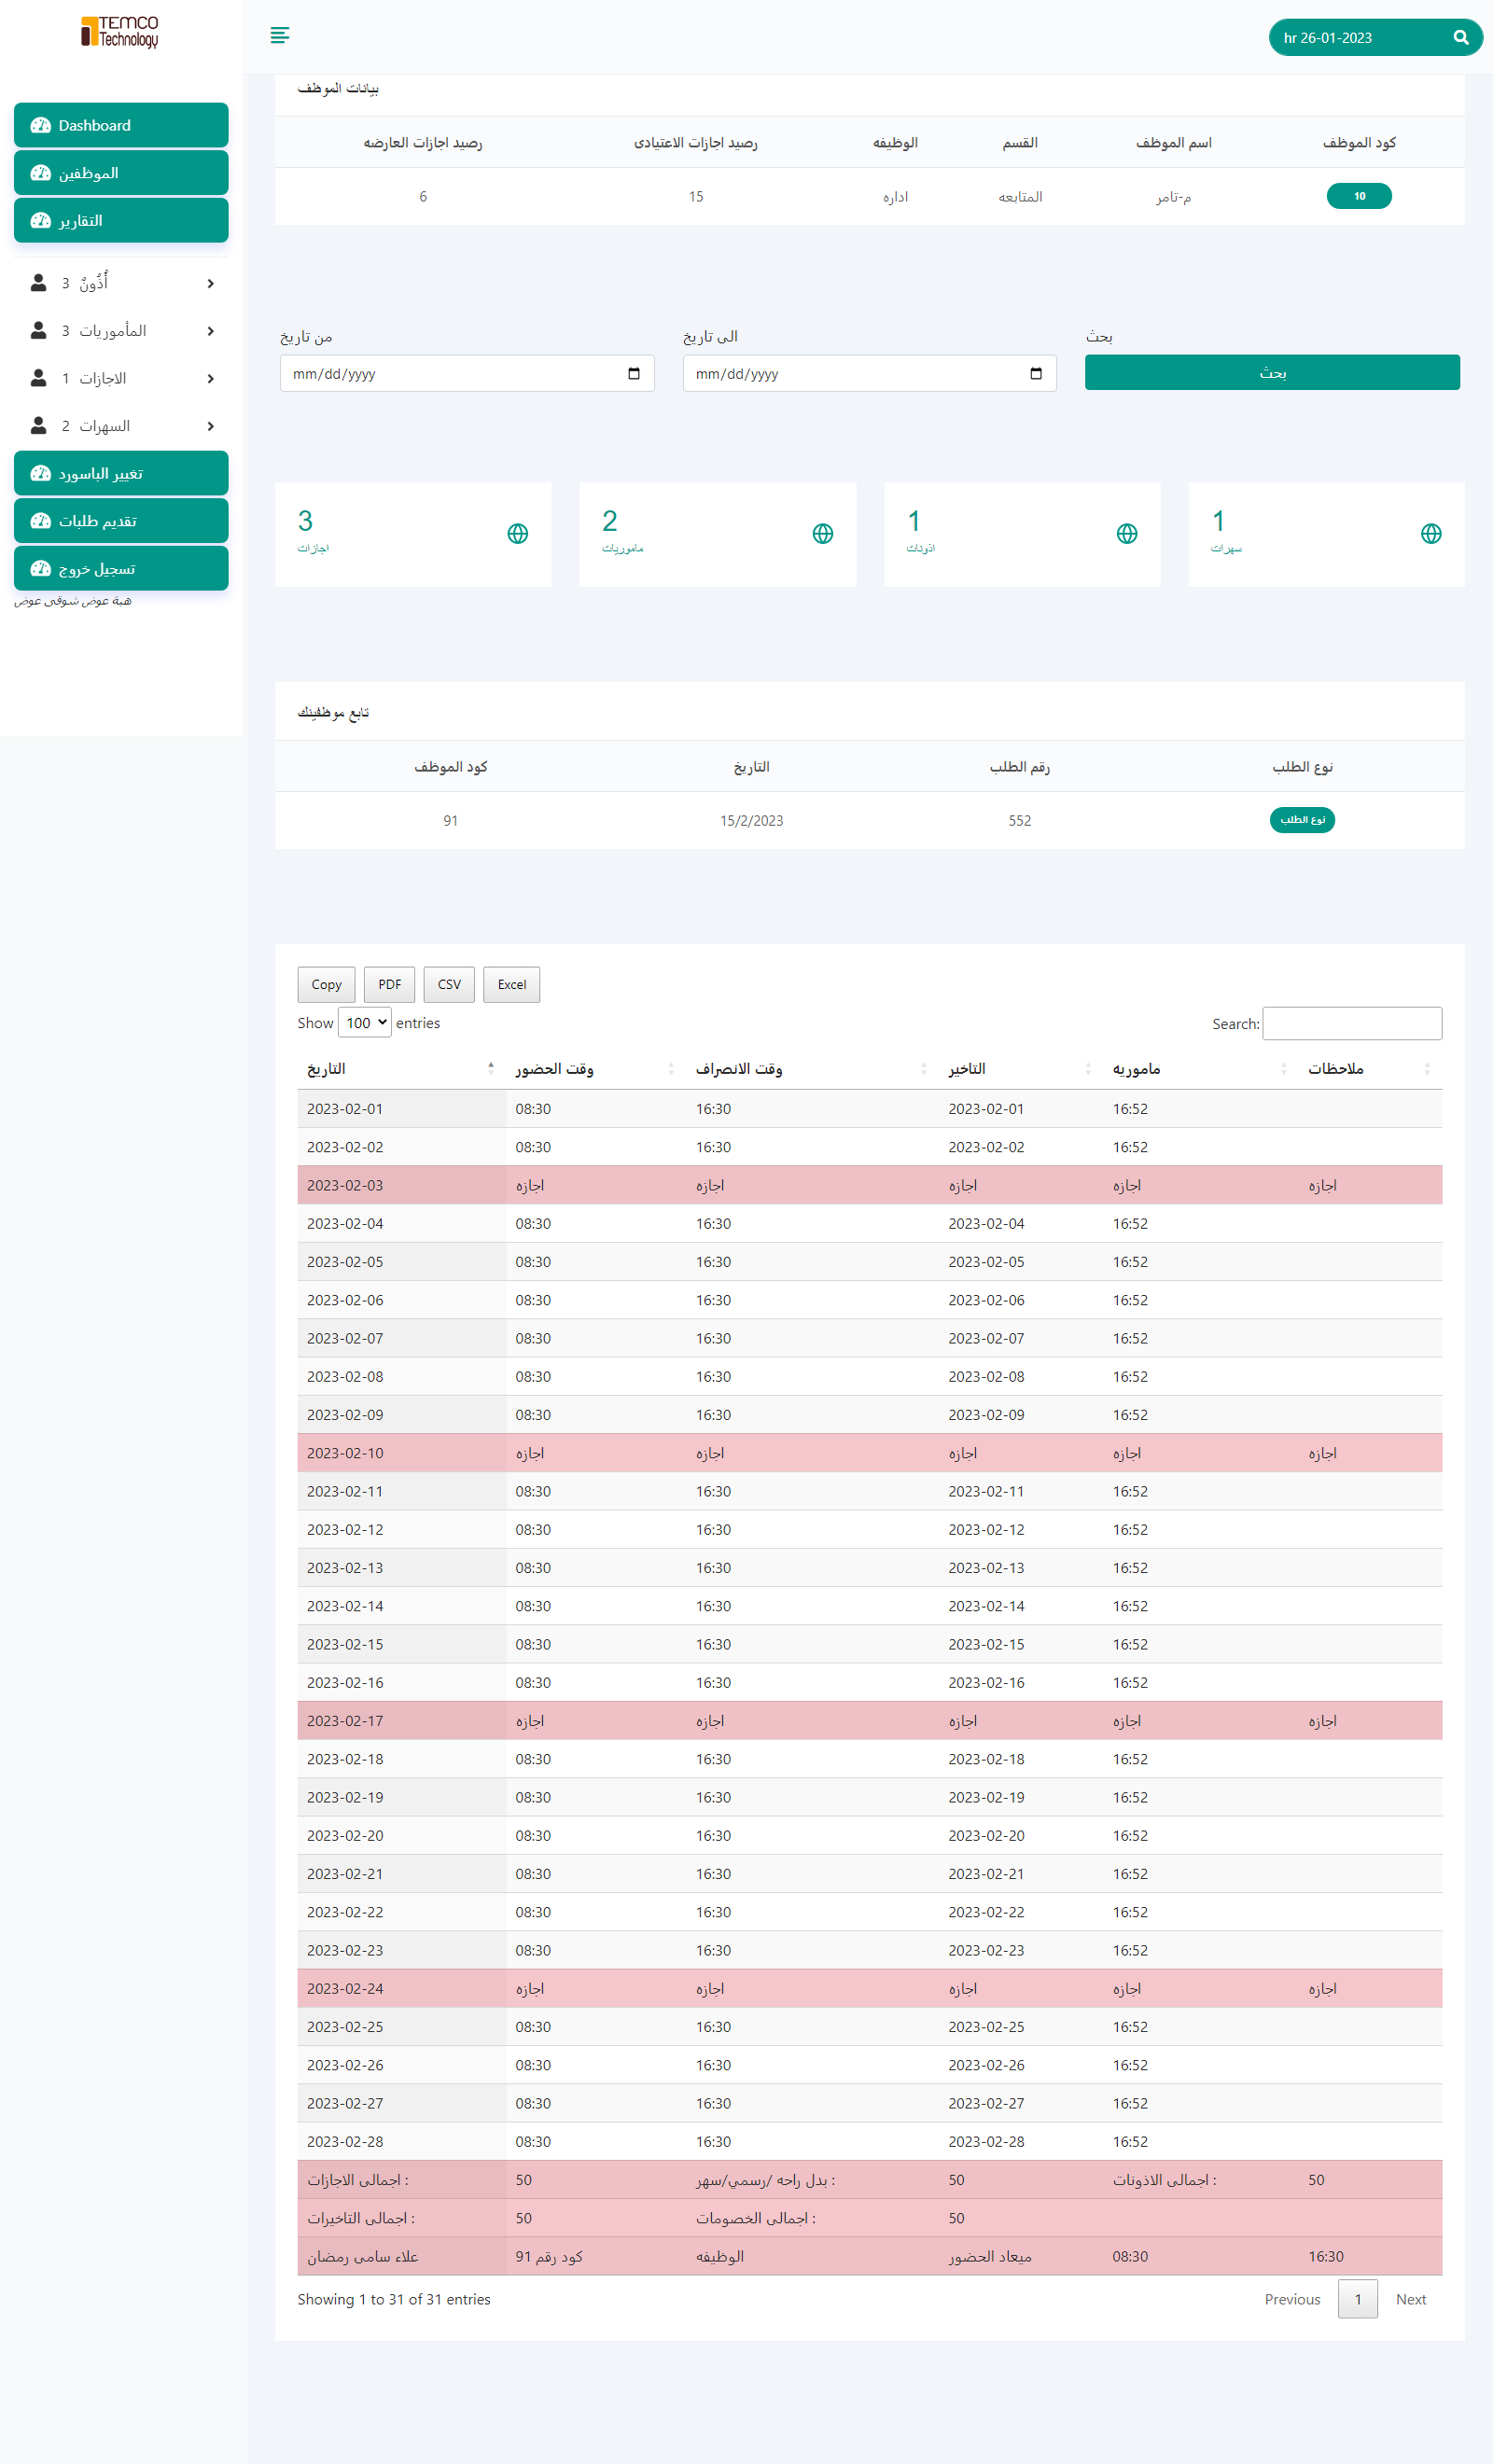 TEMCO
Technology
hr 26-01-2023
Dashboard
الموظفين
التقارير
أُذُونٌ 3
المأموريات 3
الاجازات 1
السهرات 2
تغيير الباسورد
تقديم طلبات
تسجيل خروج
هبة عوض شوقى عوض
بيانات الموظف
كود الموظف اسم الموظف القسم الوظيفه رصيد اجازات الاعتيادى رصيد اجازات العارضه
10 م-تامر المتابعه اداره 15 6
من تاريخ الى تاريخ بحث
mm/dd/yyyy mm/dd/yyyy بحث
3 2 1 1
اجازات ماموريات اذونات سهرات
تابع موظفينك
نوع الطلب رقم الطلب التاريخ كود الموظف
نوع الطلب 552 15/2/2023 91
Copy PDF CSV Excel
Show 100 entries Search:
التاريخ وقت الحضور وقت الانصراف التاخير ماموريه ملاحظات
2023-02-01 08:30 16:30 2023-02-01 16:52
2023-02-02 08:30 16:30 2023-02-02 16:52
2023-02-03 اجازه اجازه اجازه اجازه اجازه
2023-02-04 08:30 16:30 2023-02-04 16:52
2023-02-05 08:30 16:30 2023-02-05 16:52
2023-02-06 08:30 16:30 2023-02-06 16:52
2023-02-07 08:30 16:30 2023-02-07 16:52
2023-02-08 08:30 16:30 2023-02-08 16:52
2023-02-09 08:30 16:30 2023-02-09 16:52
2023-02-10 اجازه اجازه اجازه اجازه اجازه
2023-02-11 08:30 16:30 2023-02-11 16:52
2023-02-12 08:30 16:30 2023-02-12 16:52
2023-02-13 08:30 16:30 2023-02-13 16:52
2023-02-14 08:30 16:30 2023-02-14 16:52
2023-02-15 08:30 16:30 2023-02-15 16:52
2023-02-16 08:30 16:30 2023-02-16 16:52
2023-02-17 اجازه اجازه اجازه اجازه اجازه
2023-02-18 08:30 16:30 2023-02-18 16:52
2023-02-19 08:30 16:30 2023-02-19 16:52
2023-02-20 08:30 16:30 2023-02-20 16:52
2023-02-21 08:30 16:30 2023-02-21 16:52
2023-02-22 08:30 16:30 2023-02-22 16:52
2023-02-23 08:30 16:30 2023-02-23 16:52
2023-02-24 اجازه اجازه اجازه اجازه اجازه
2023-02-25 08:30 16:30 2023-02-25 16:52
2023-02-26 08:30 16:30 2023-02-26 16:52
2023-02-27 08:30 16:30 2023-02-27 16:52
2023-02-28 08:30 16:30 2023-02-28 16:52
اجمالى الاجازات : 50 بدل راحه /رسمي/سهر : 50 اجمالى الاذونات : 50
اجمالى التاخيرات : 50 اجمالى الخصومات : 50
علاء سامى رمضان كود رقم 91 الوظيفه ميعاد الحضور 08:30 16:30
Showing 1 to 31 of 31 entries Previous 1 Next